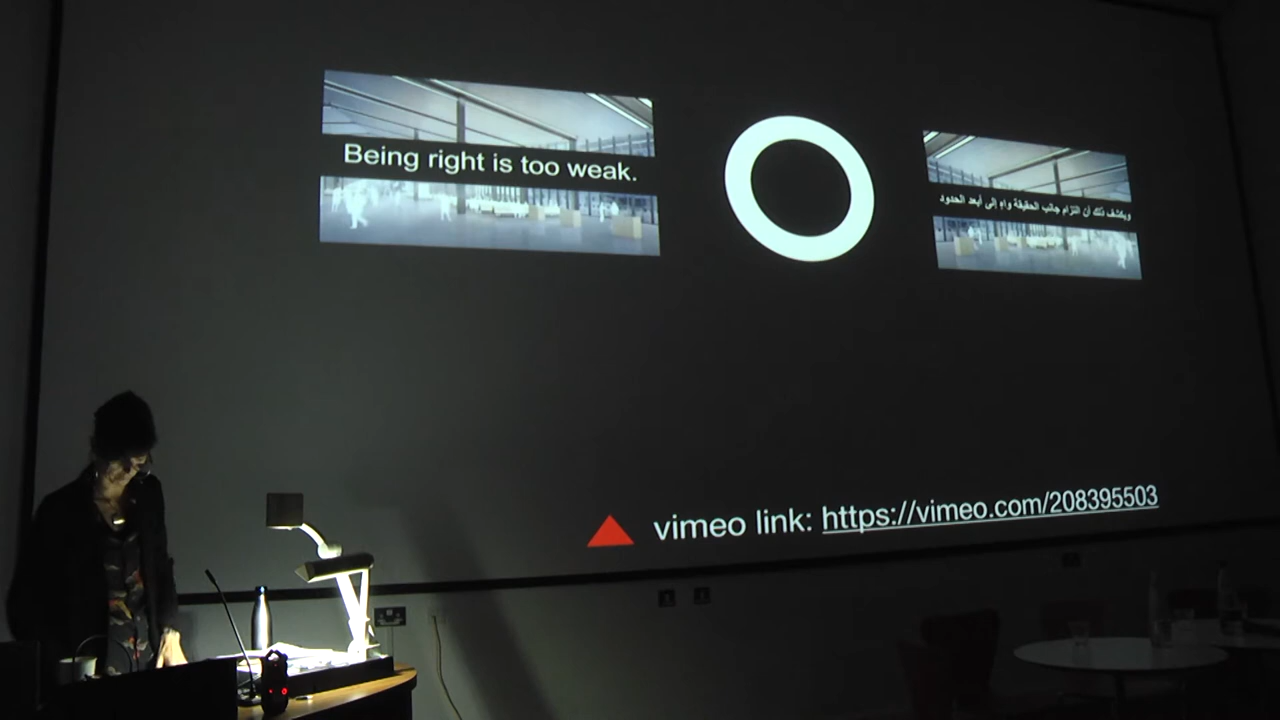 Being right is too weak.
ويكشف ذلك أن التزام جانب الحقيقة وام إلى أبعد الحدود
vimeo link: https://vimeo.com/208395503